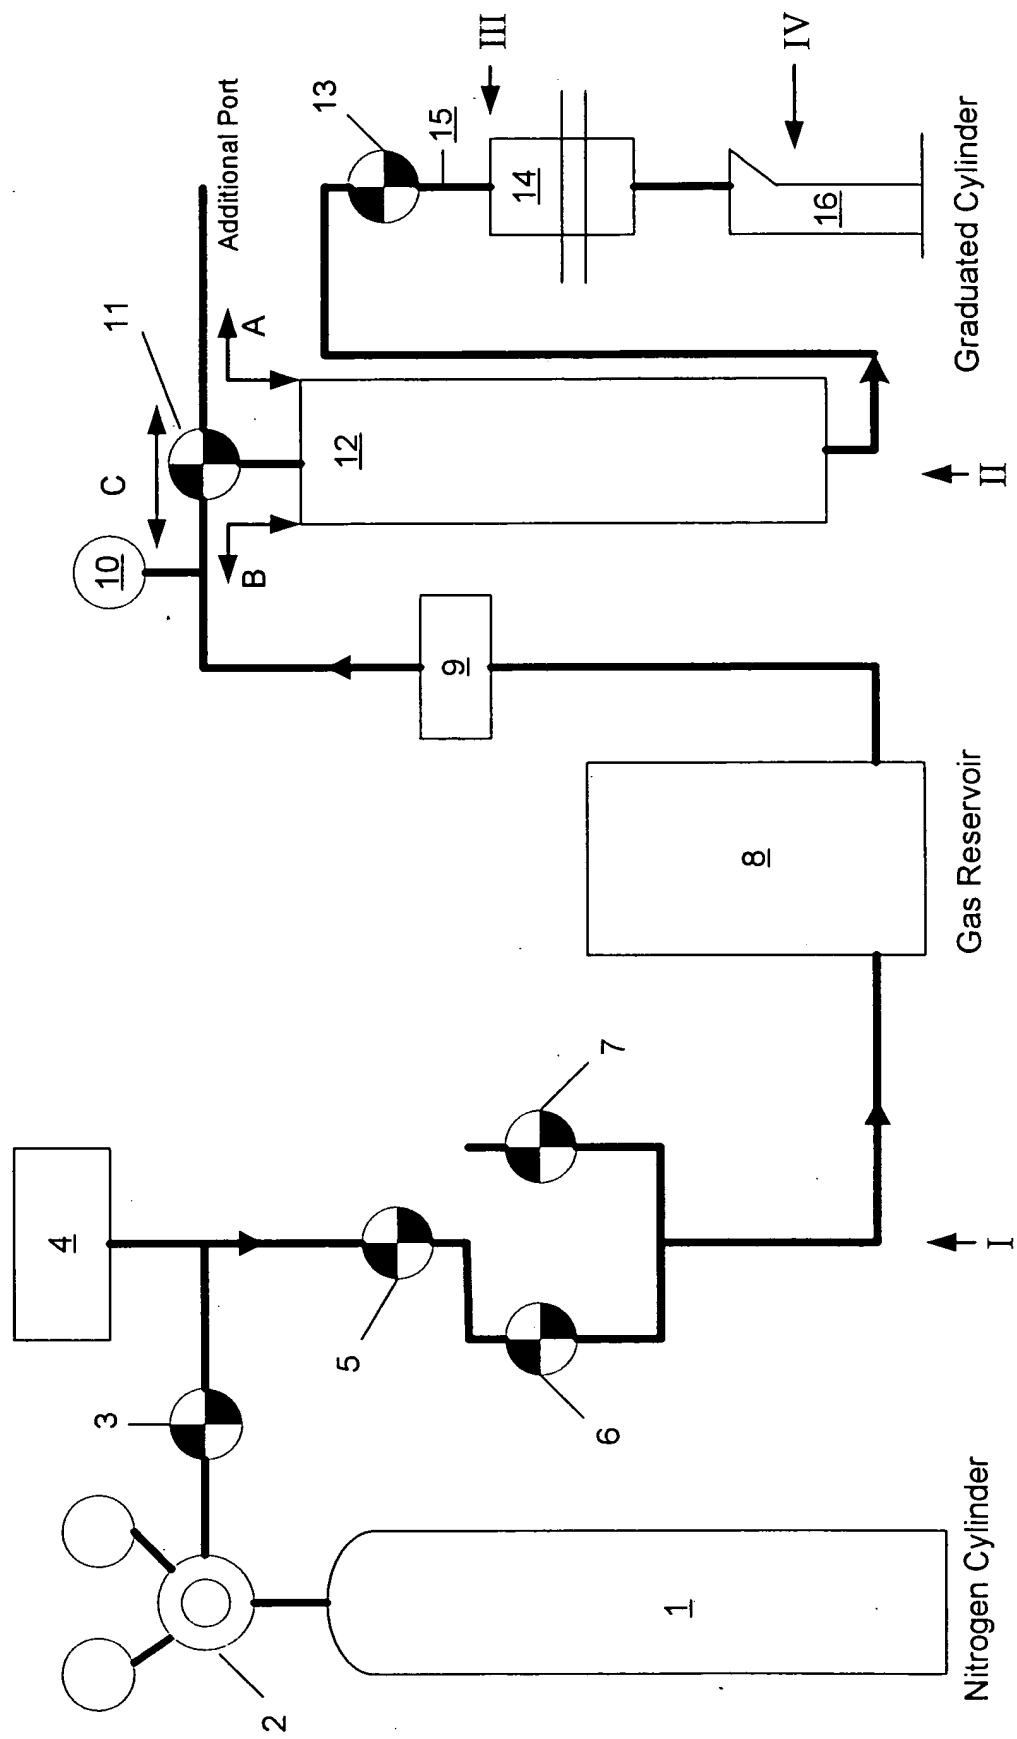 Additional Port
11
13
C
A
B
10
12
15
III
14
IV
16
9
Graduated Cylinder
II
8
Gas Reservoir
4
7
5
6
3
I
2
1
Nitrogen Cylinder